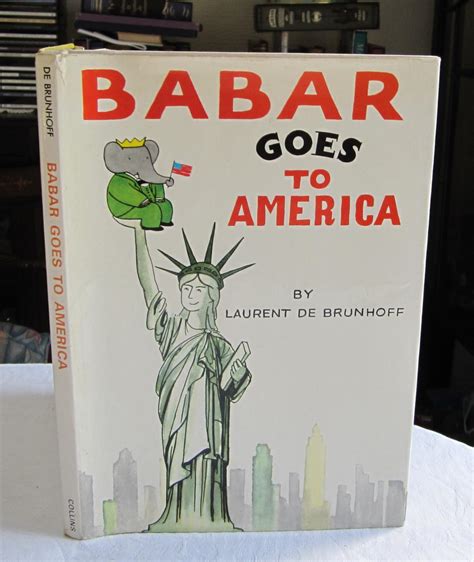 DE BRUNHOFF
BABAR GOES TO AMERICA
COLLINS
BABAR
GOES
TO
AMERICA
BY
LAURENT DE BRUNHOFF